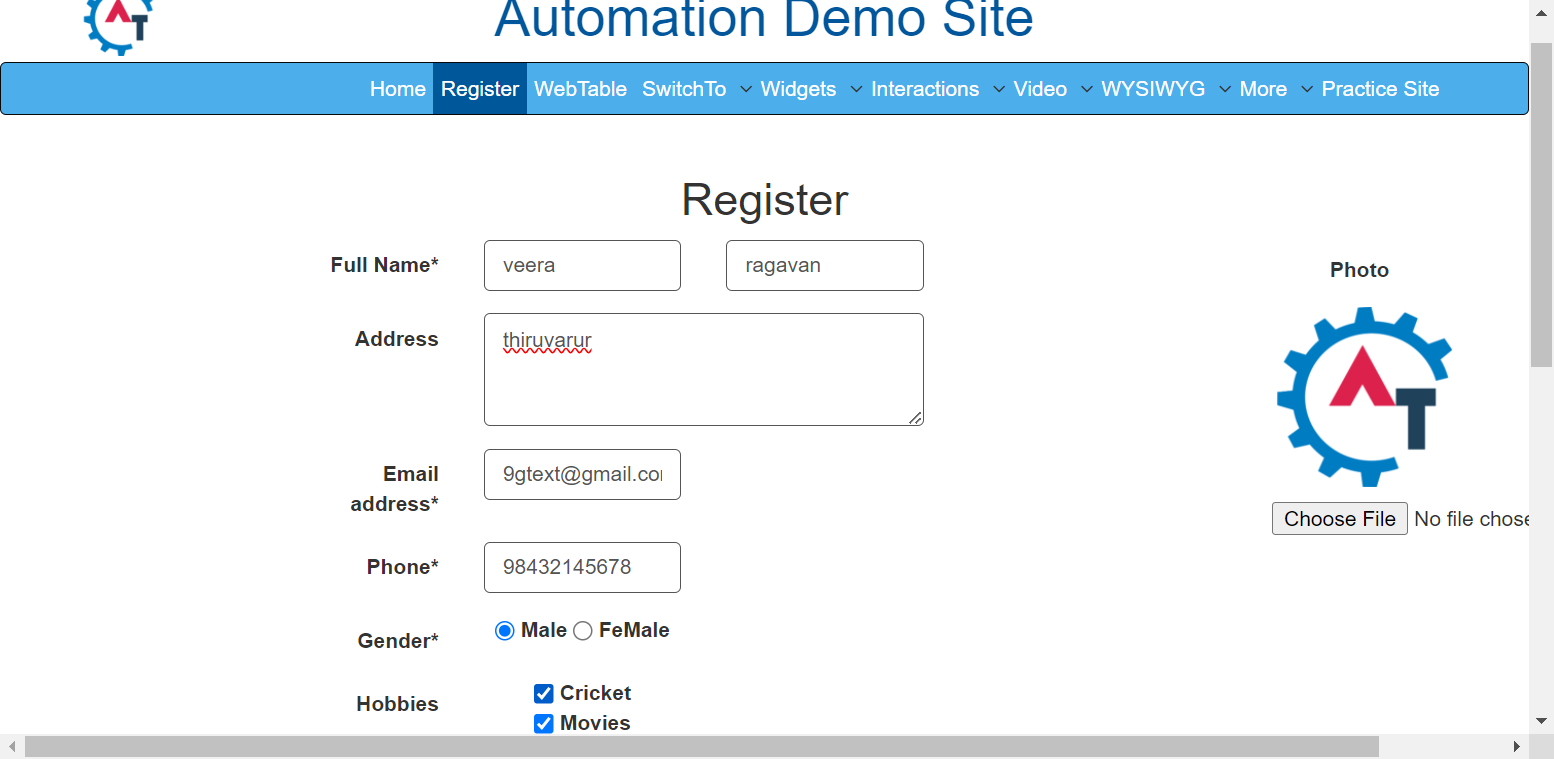 Automation Demo Site
Home Register WebTable SwitchTo Widgets Interactions Video WYSIWYG More Practice Site
Register
Full Name* veera ragavan
Photo
Address thiruvarur
AT
Email address* 9gtext@gmail.co
Choose File No file chose
Phone* 98432145678
Gender* Male FeMale
Hobbies Cricket
Movies